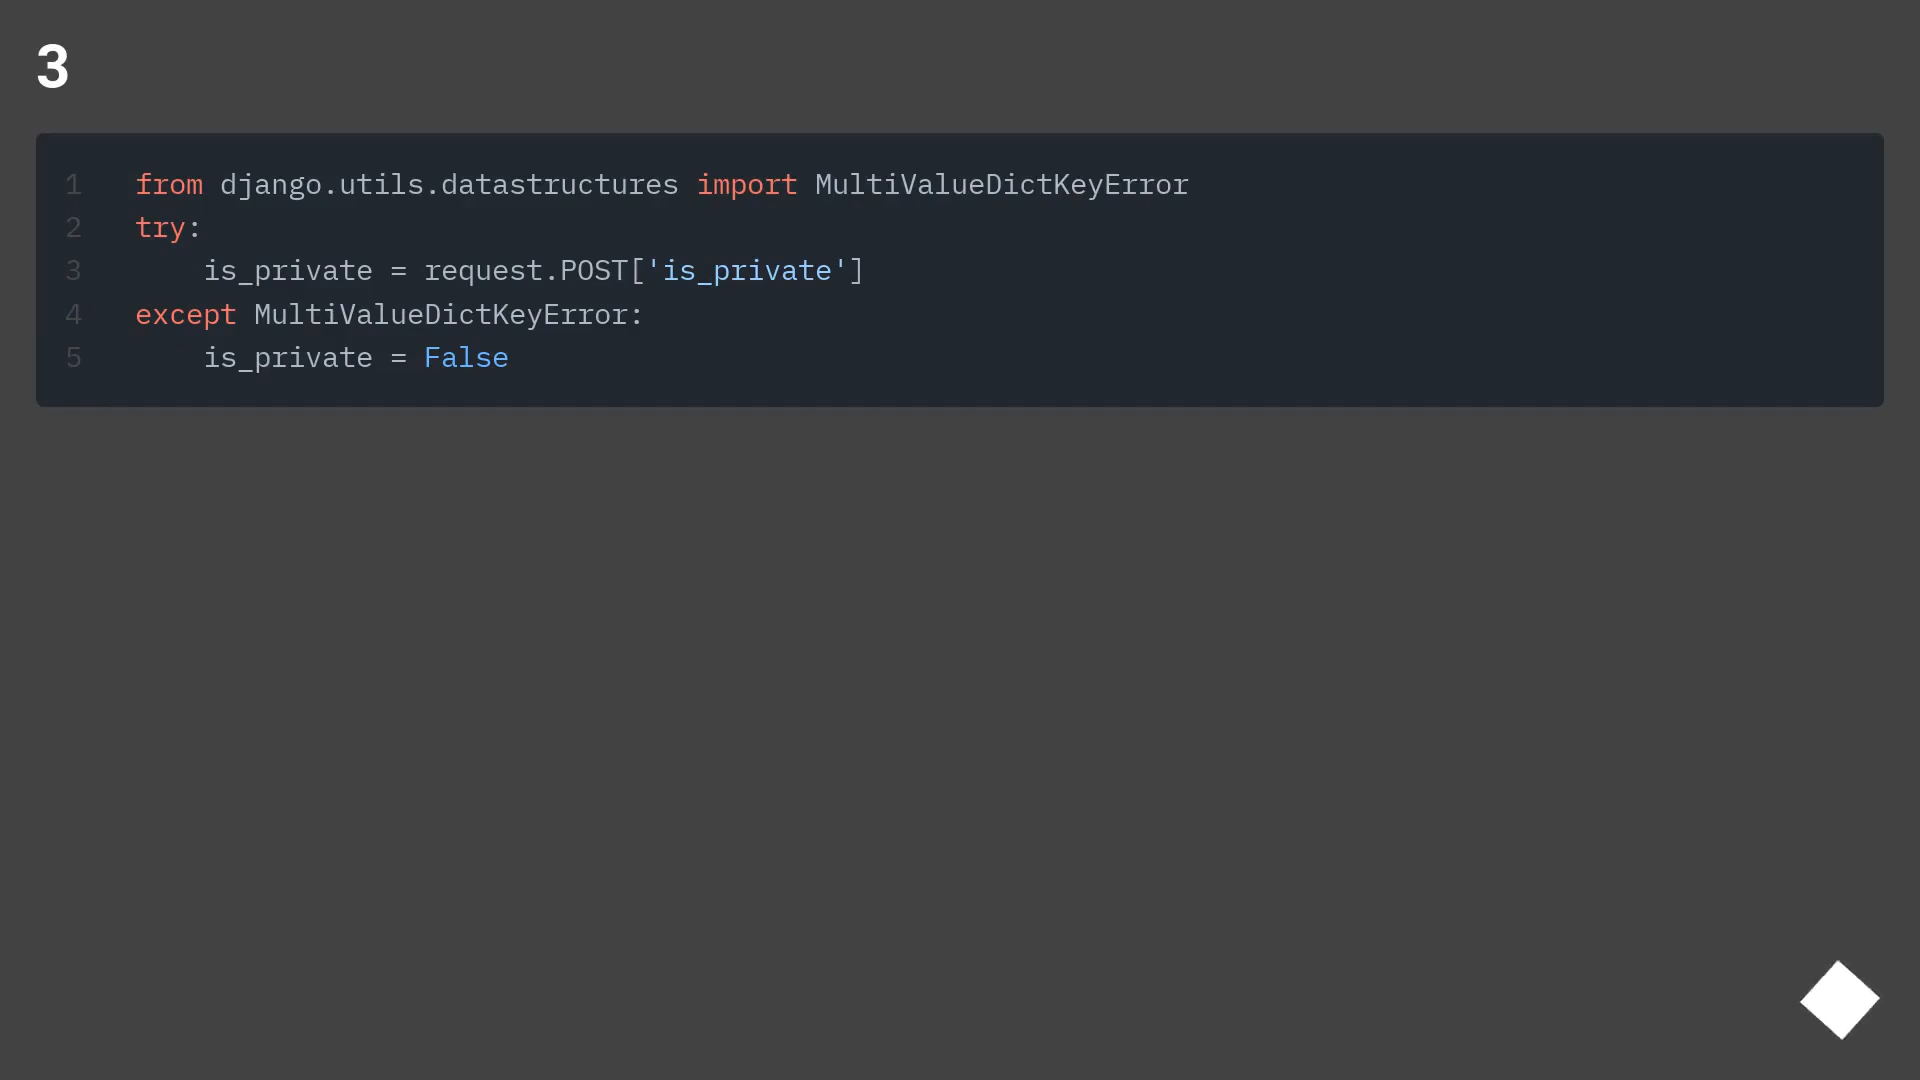 3
1 from django.utils.datastructures import MultiValueDictKeyError
2 try:
3     is_private = request.POST['is_private']
4 except MultiValueDictKeyError:
5     is_private = False